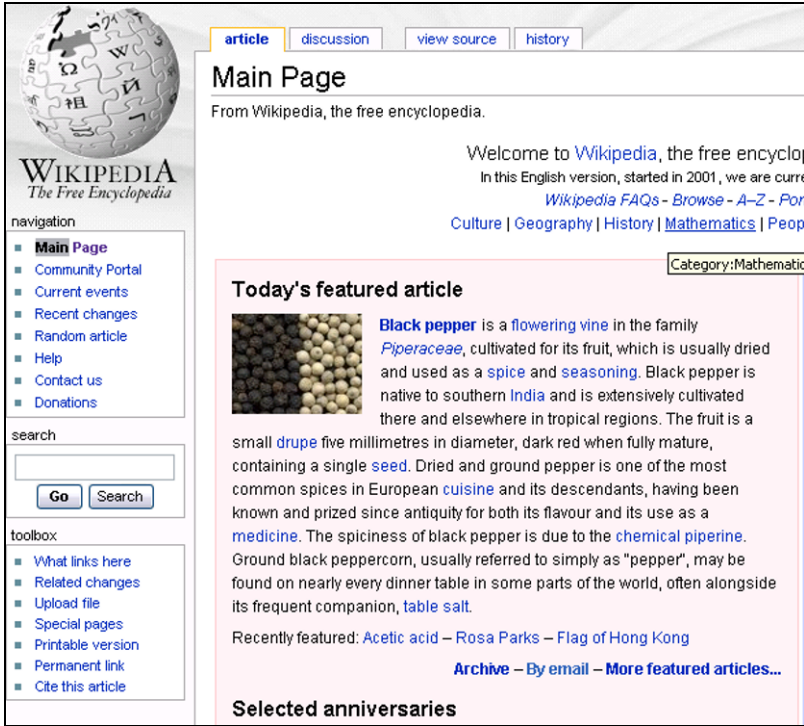 WIKIPEDIA
The Free Encyclopedia
navigation
Main Page
Community Portal
Current events
Recent changes
Random article
Help
Contact us
Donations
search
Go Search
toolbox
What links here
Related changes
Upload file
Special pages
Printable version
Permanent link
Cite this article
article discussion view source history
Main Page
From Wikipedia, the free encyclopedia.
Welcome to Wikipedia, the free encyclop
In this English version, started in 2001, we are curre
Wikipedia FAQs - Browse - A–Z - Por
Culture | Geography | History | Mathematics | Peop
Category:Mathematic
Today's featured article
Black pepper is a flowering vine in the family
Piperaceae, cultivated for its fruit, which is usually dried
and used as a spice and seasoning. Black pepper is
native to southern India and is extensively cultivated
there and elsewhere in tropical regions. The fruit is a
small drupe five millimetres in diameter, dark red when fully mature,
containing a single seed. Dried and ground pepper is one of the most
common spices in European cuisine and its descendants, having been
known and prized since antiquity for both its flavour and its use as a
medicine. The spiciness of black pepper is due to the chemical piperine.
Ground black peppercorn, usually referred to simply as "pepper", may be
found on nearly every dinner table in some parts of the world, often alongside
its frequent companion, table salt.
Recently featured: Acetic acid – Rosa Parks – Flag of Hong Kong
Archive – By email – More featured articles...
Selected anniversaries